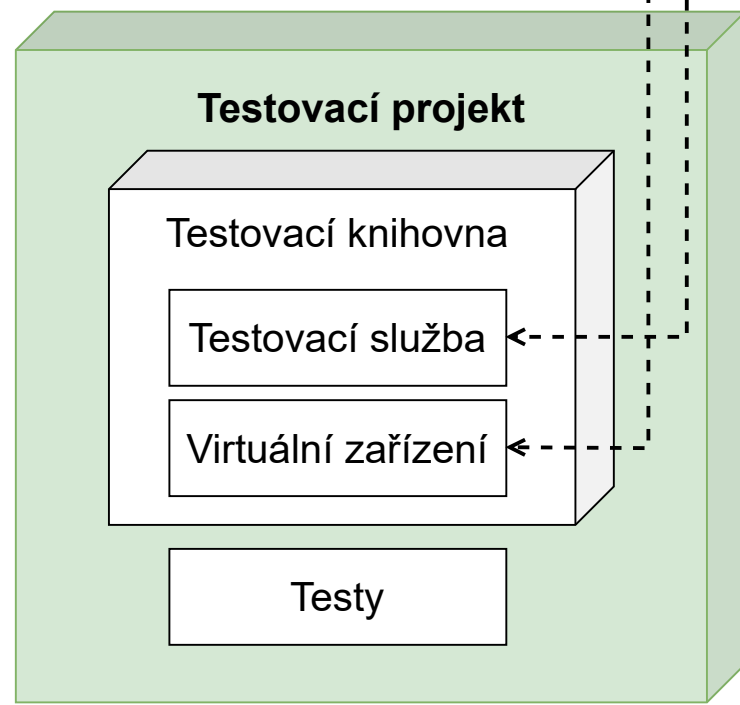 Testovací projekt
Testovací knihovna
Testovací služba
Virtuální zařízení
Testy